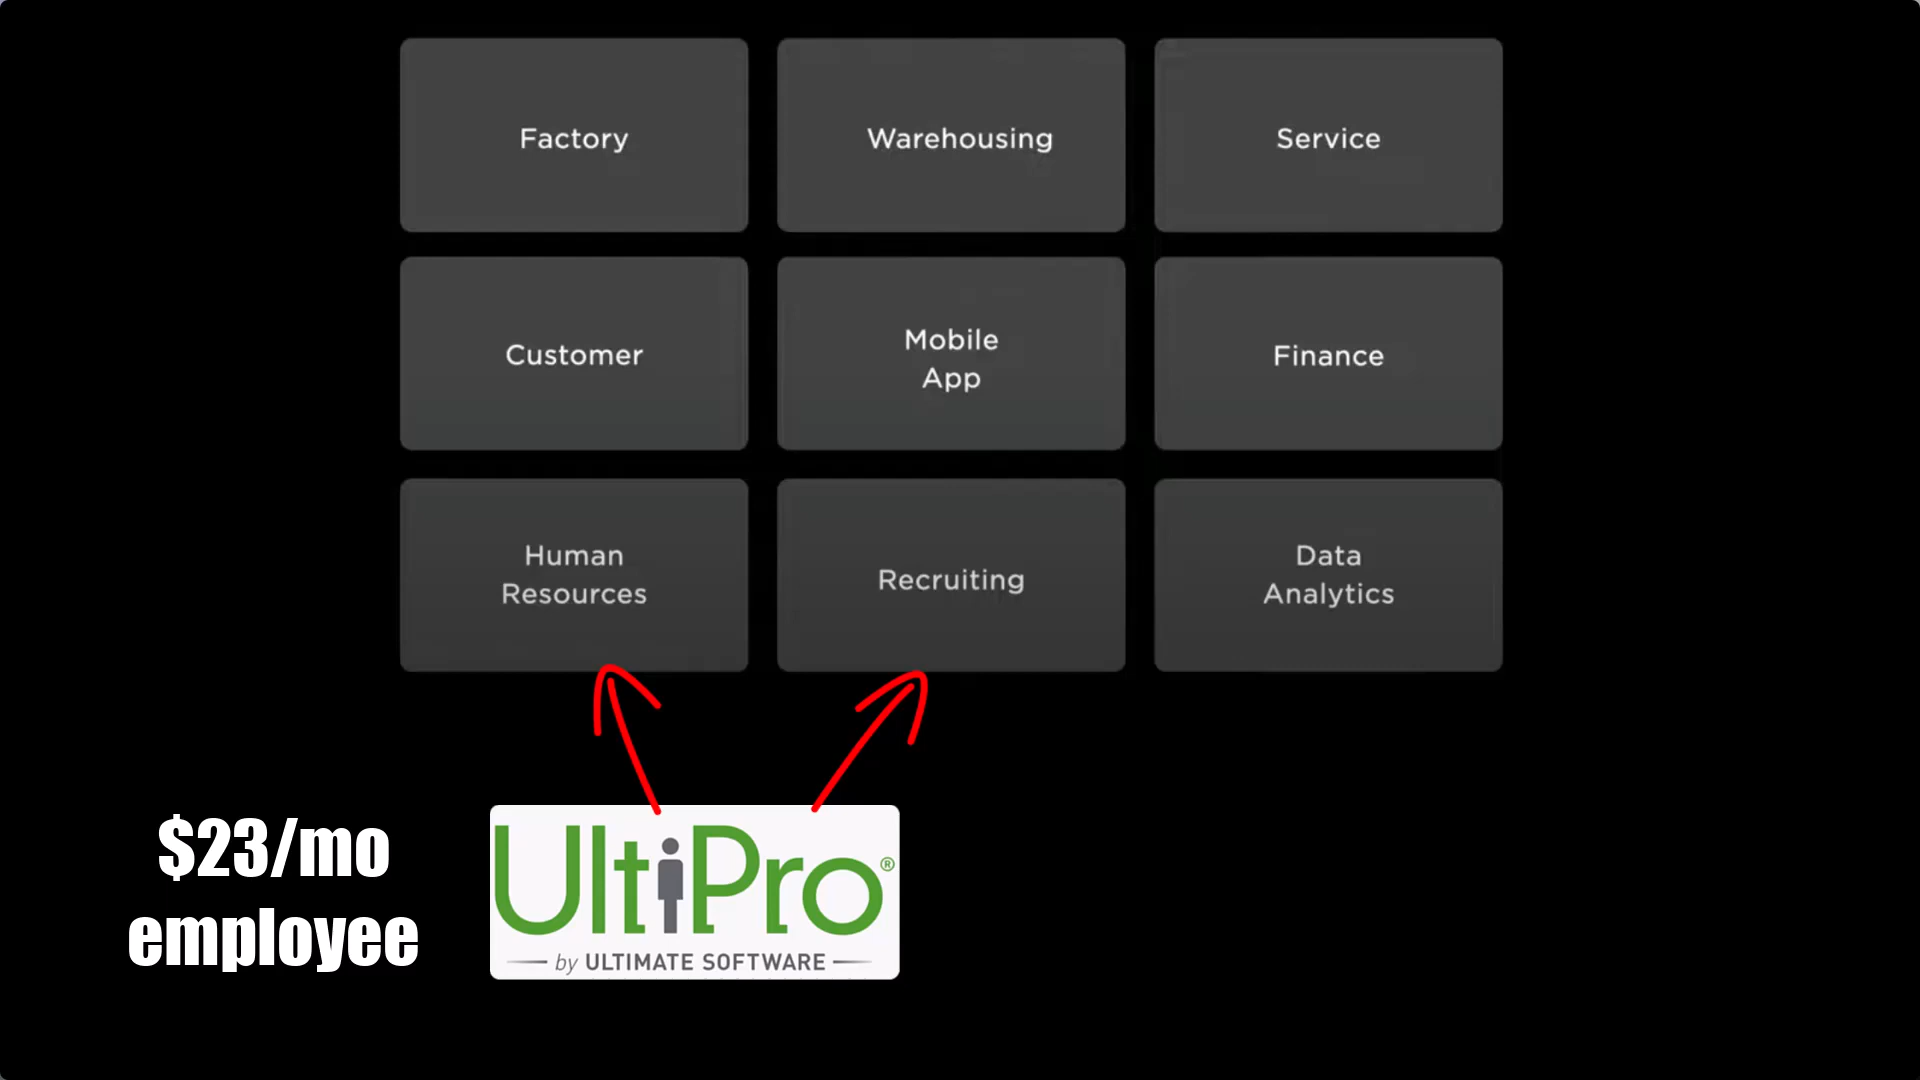 Factory
Warehousing
Service
Customer
Mobile
App
Finance
Human
Resources
Recruiting
Data
Analytics
$23/mo
employee
UltiPro®
by ULTIMATE SOFTWARE